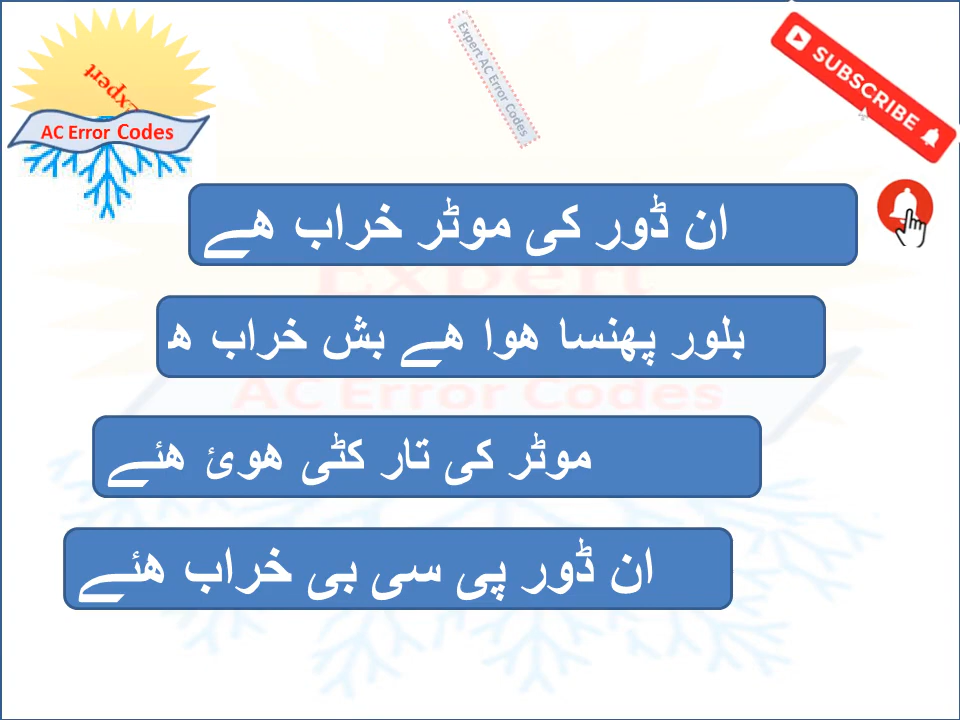 Expert
AC Error Codes
Expert AC Error Codes
SUBSCRIBE
ان ڈور کی موٹر خراب ھے
بلور پھنسا ھوا ھے بش خراب ھ
موٹر کی تار کٹی ھوئ ھئے
ان ڈور پی سی بی خراب ھئے
Expert
AC Error Codes